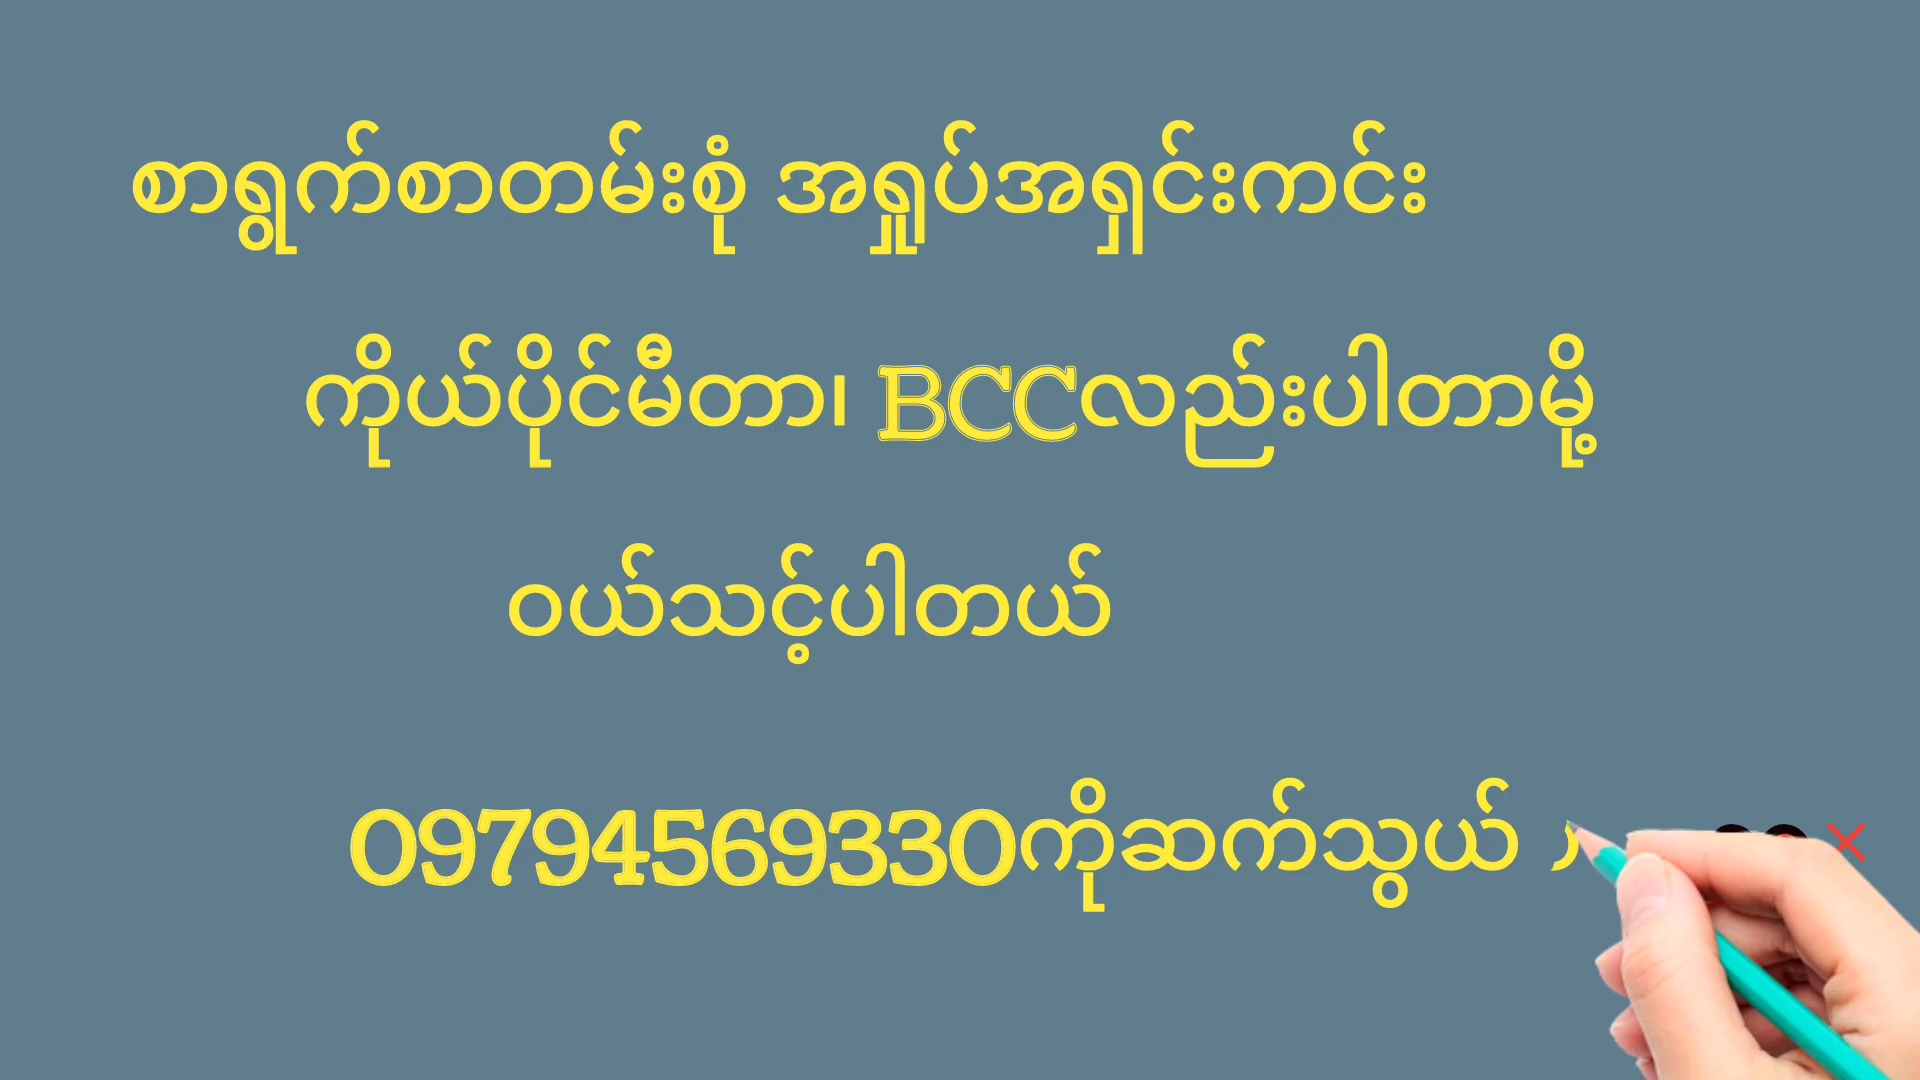 စာရွက်စာတမ်းစုံ အရှုပ်အရှင်းကင်း
ကိုယ်ပိုင်မီတာ၊ BCCလည်းပါတာမို့
ဝယ်သင့်ပါတယ်
09794569330ကိုဆက်သွယ်